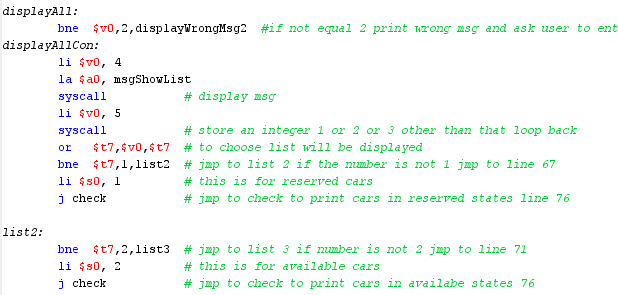 displayAll:
bne $v0,2,displayWrongMsg2 #if not equal 2 print wrong msg and ask user to ent
displayAllCon:
li $v0, 4
la $a0, msgShowList
syscall # display msg
li $v0, 5
syscall # store an integer 1 or 2 or 3 other than that loop back
or $t7,$v0,$t7 # to choose list will be displayed
bne $t7,1,list2 # jmp to list 2 if the number is not 1 jmp to line 67
li $s0, 1 # this is for reserved cars
j check # jmp to check to print cars in reserved states line 76
list2:
bne $t7,2,list3 # jmp to list 3 if number is not 2 jmp to line 71
li $s0, 2 # this is for available cars
j check # jmp to check to print cars in availabe states 76